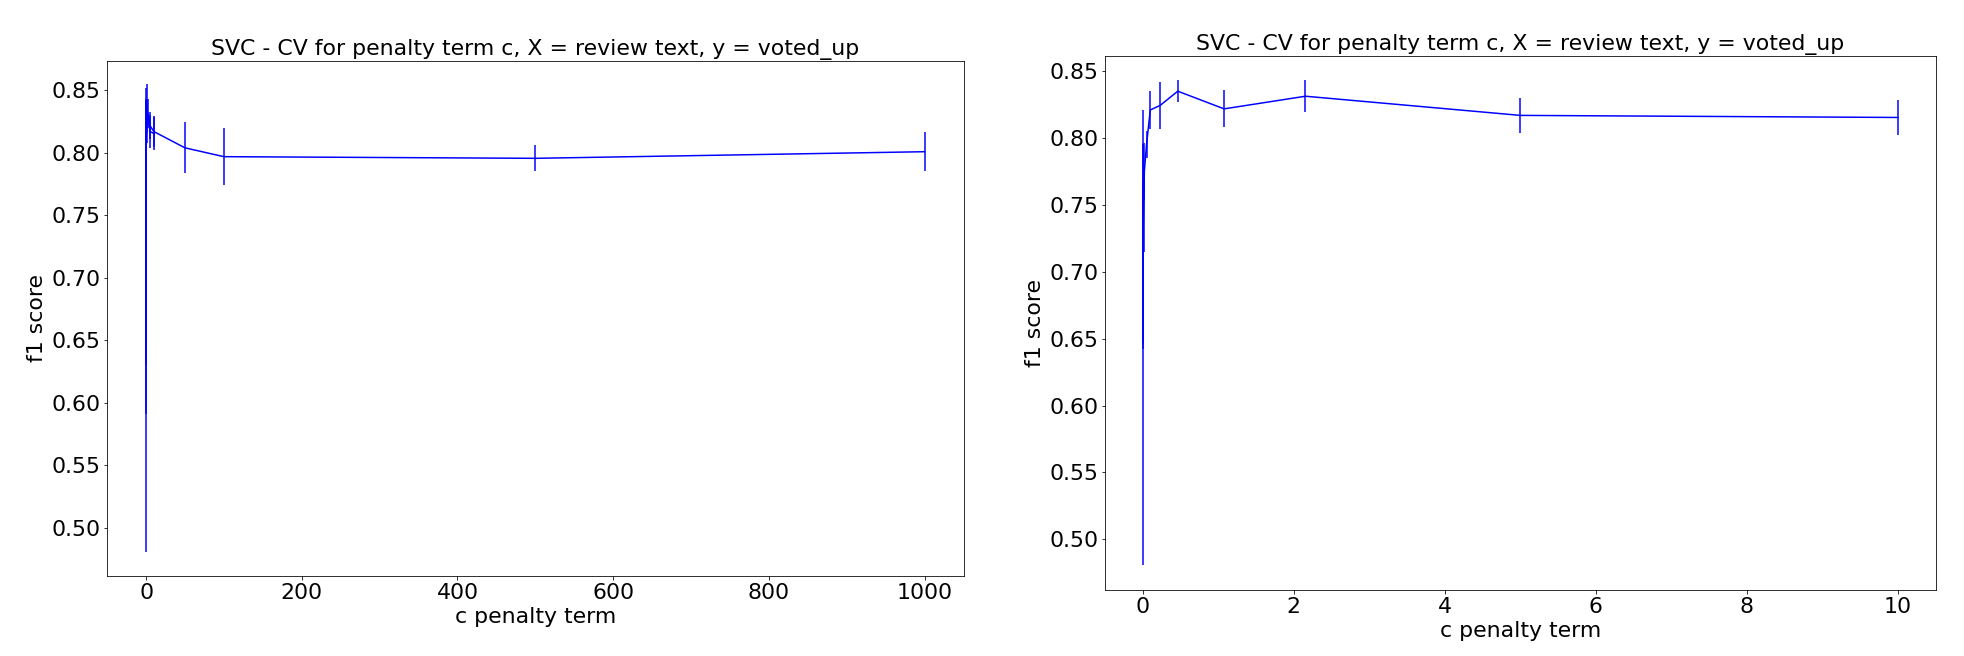 SVC - CV for penalty term c, X = review text, y = voted_up
0.85
0.80
0.75
0.70
0.65
0.60
0.55
0.50
f1 score
0 200 400 600 800 1000
c penalty term
SVC - CV for penalty term c, X = review text, y = voted_up
0.85
0.80
0.75
0.70
0.65
0.60
0.55
0.50
f1 score
0 2 4 6 8 10
c penalty term